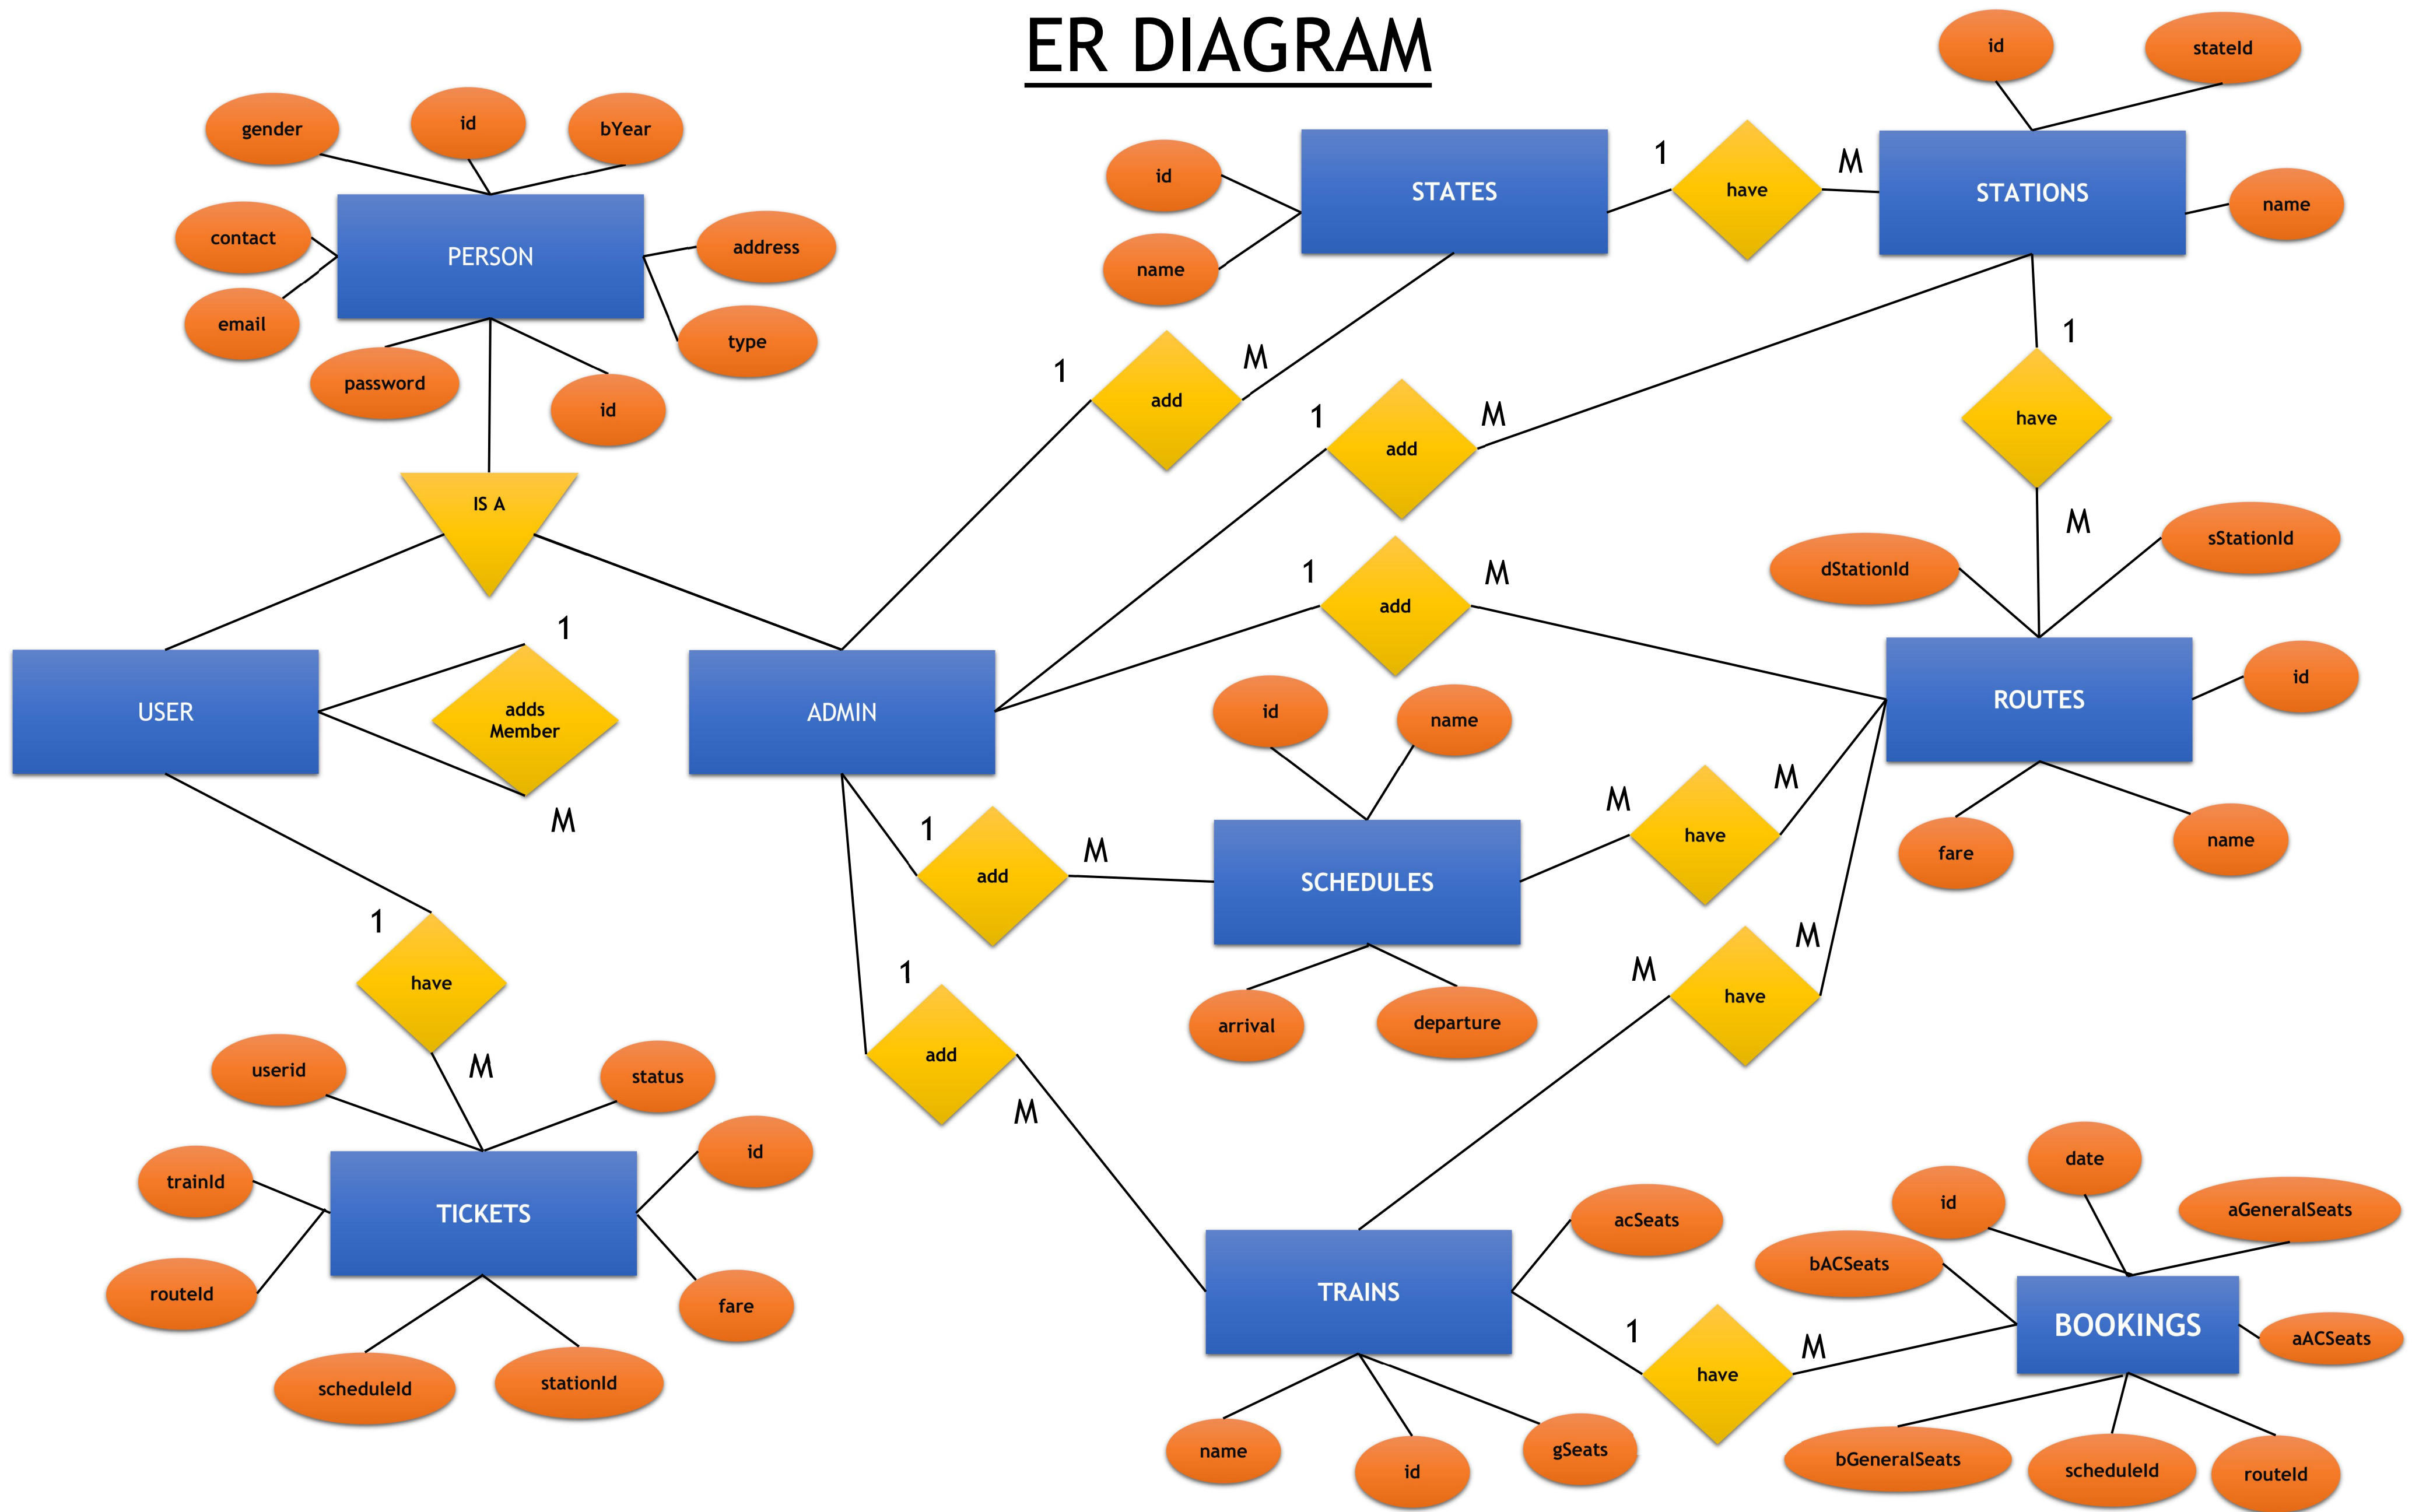 ER DIAGRAM
id
stateId
gender
id
bYear
id
STATES
1
have
M
STATIONS
name
contact
PERSON
address
name
email
type
password
id
1
add
M
1
add
M
1
have
M
IS A
1
add
M
dStationId
sStationId
USER
1
adds
Member
M
ADMIN
id
name
ROUTES
id
fare
name
1
add
M
SCHEDULES
M
have
M
arrival
departure
1
have
M
1
add
M
M
have
M
userid
status
trainId
TICKETS
id
routeId
fare
scheduleId
stationId
TRAINS
acSeats
name
id
gSeats
1
have
M
date
id
aGeneralSeats
bACSeats
BOOKINGS
aACSeats
bGeneralSeats
scheduleId
routeId